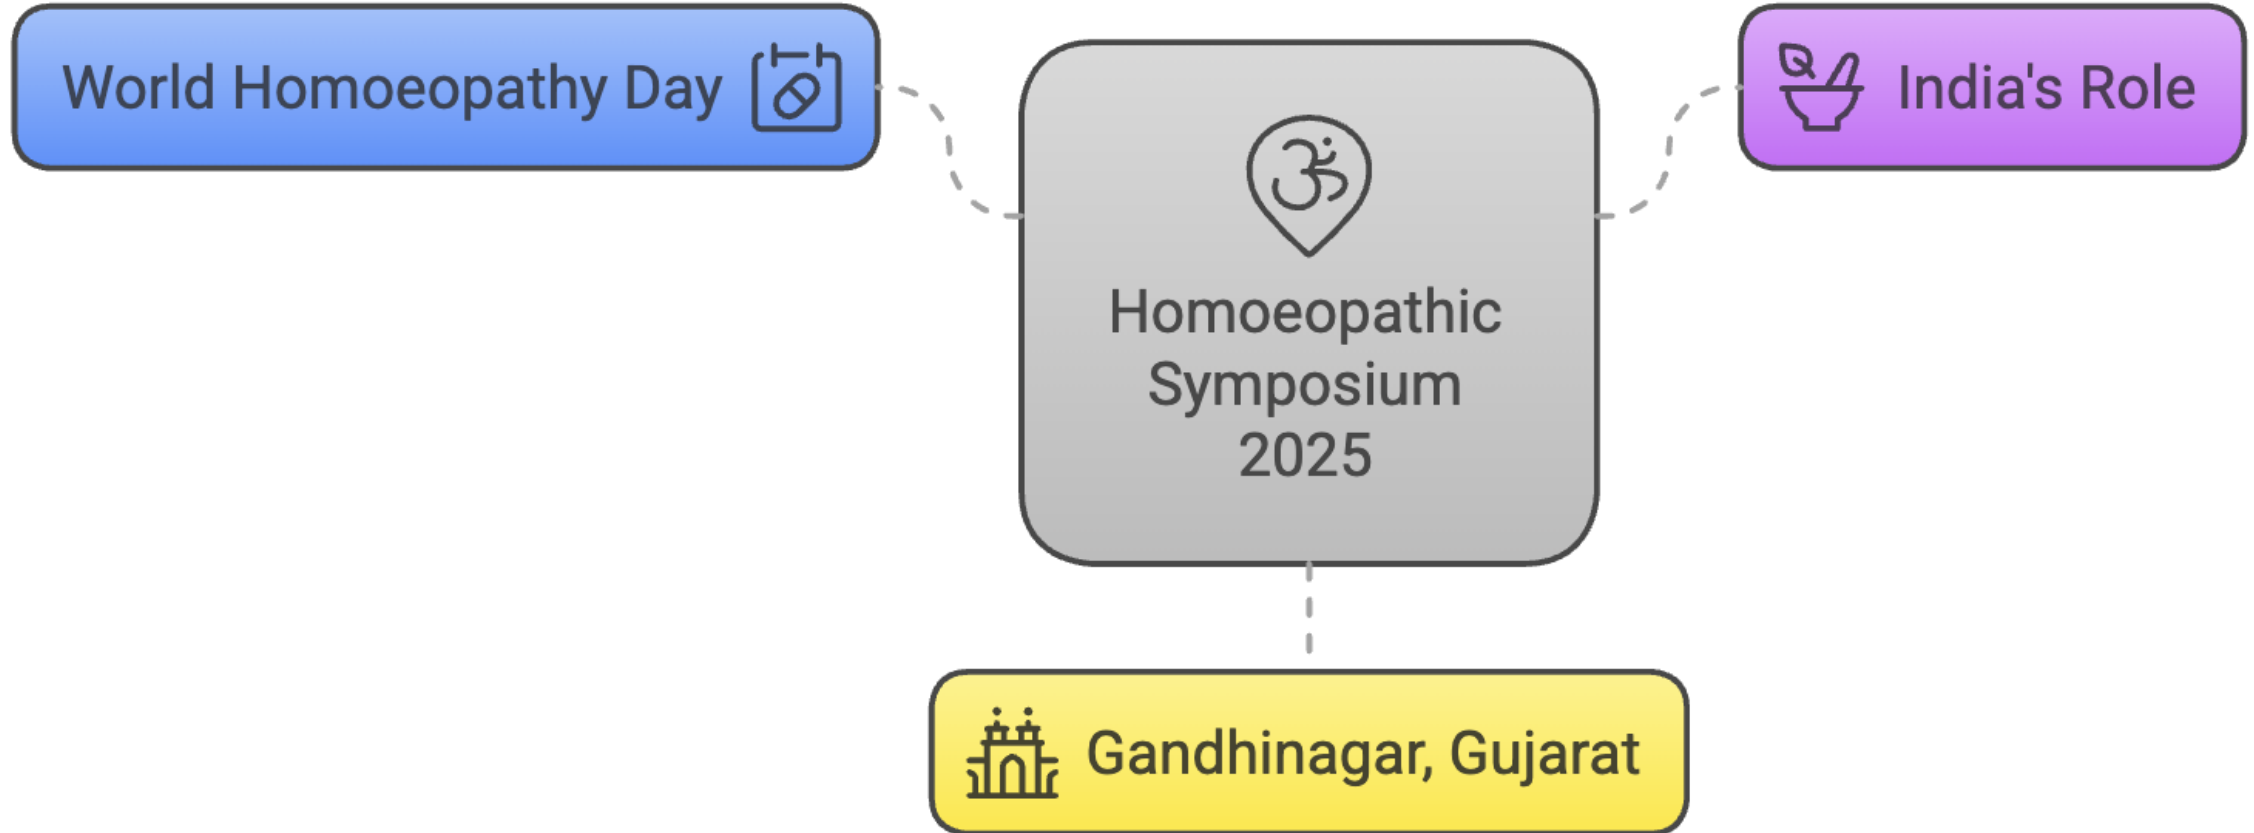 World Homoeopathy Day
India's Role
ॐ
Homoeopathic
Symposium
2025
Gandhinagar, Gujarat